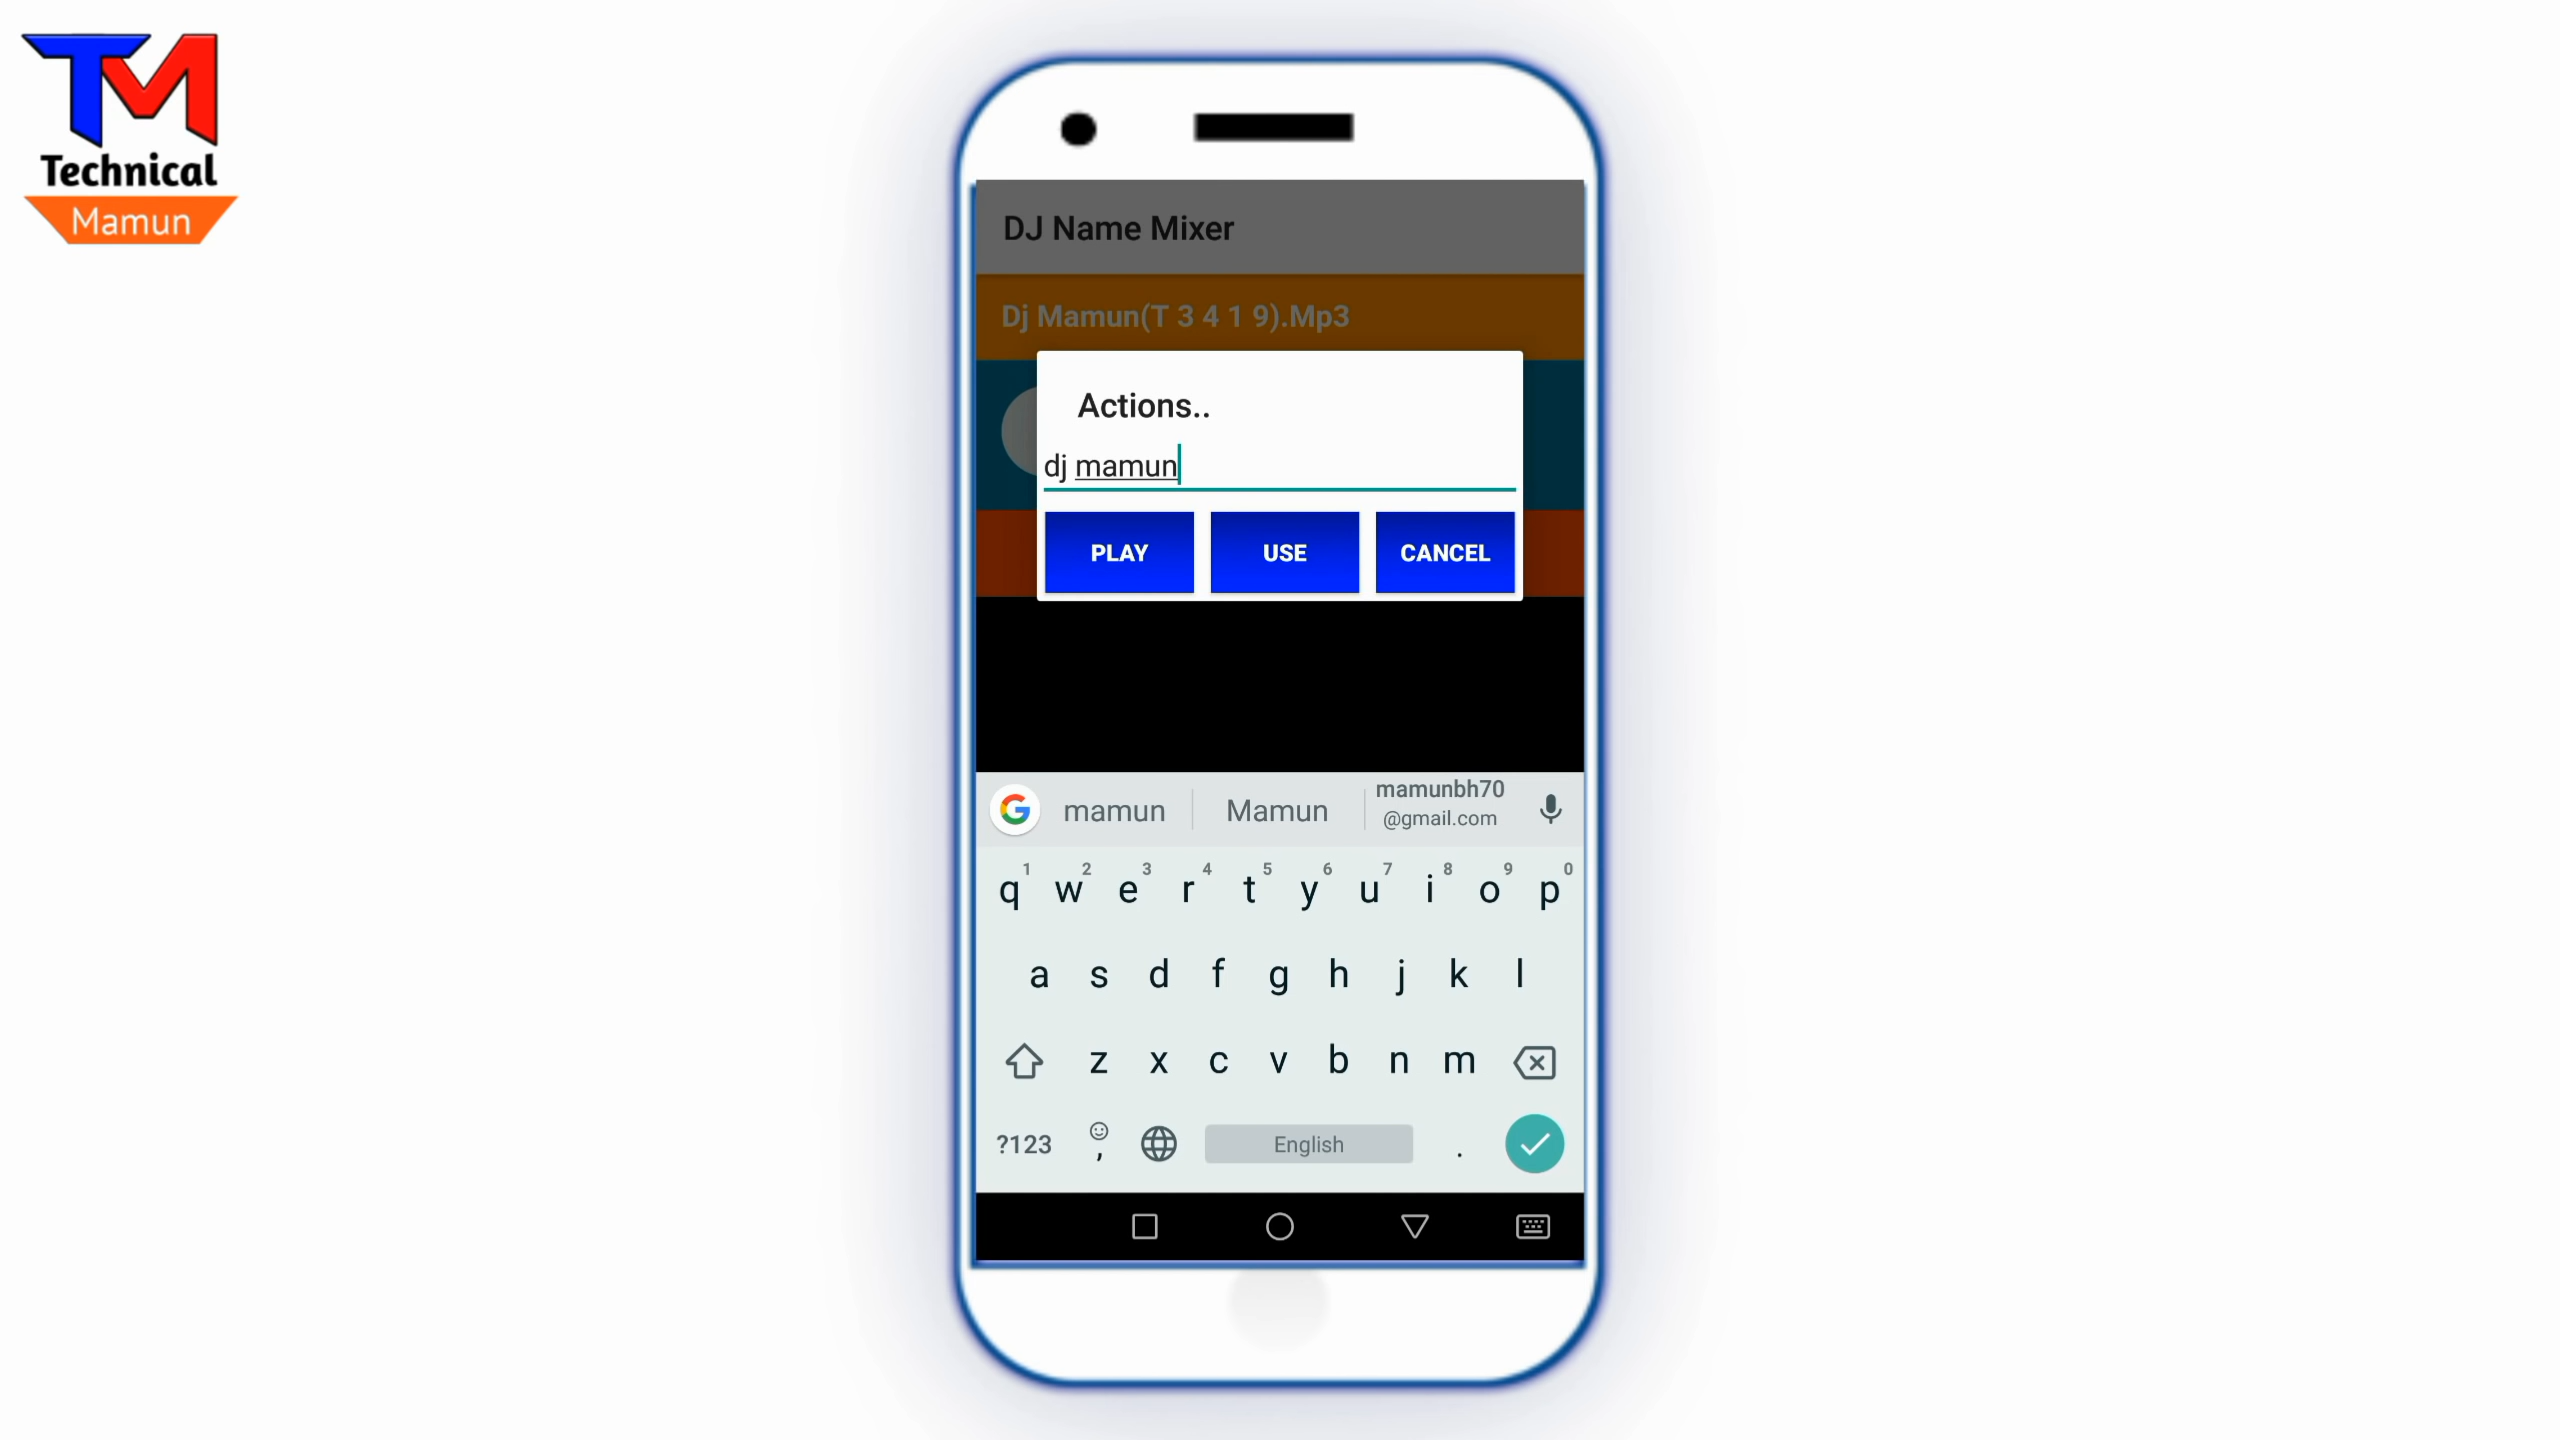 TM
Technical
Mamun
DJ Name Mixer
Dj Mamun(T 3 4 1 9).Mp3
Actions..
dj mamun
PLAY USE CANCEL
mamun Mamun mamunbh70
@gmail.com
1 2 3 4 5 6 7 8 9 0
q w e r t y u i o p
a s d f g h j k l
z x c v b n m
?123 , English .